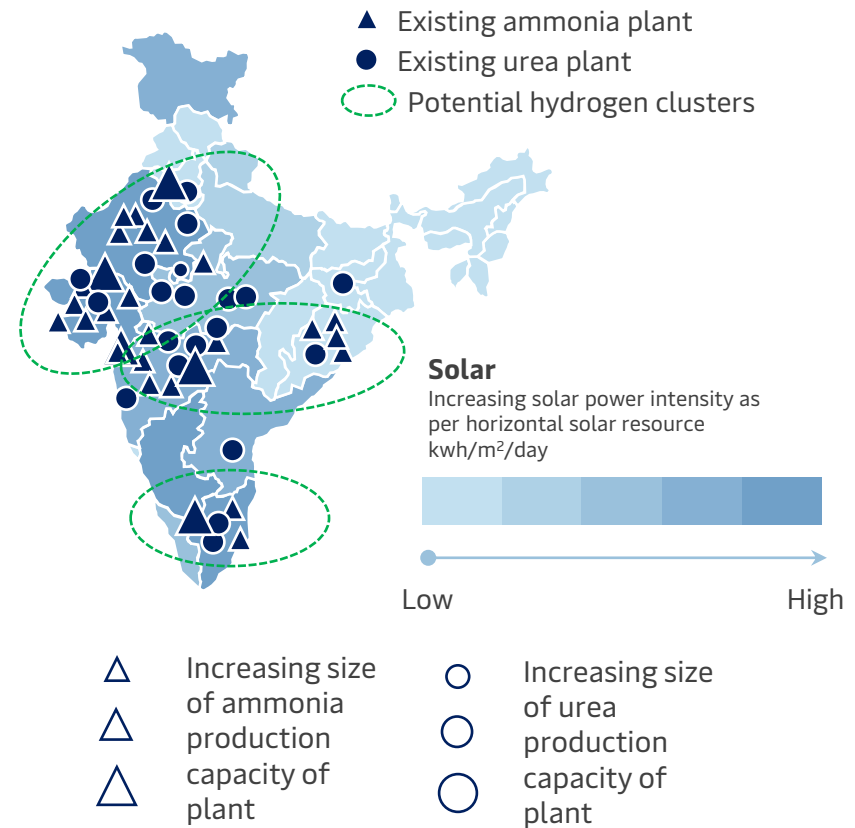 Existing ammonia plant
Existing urea plant
Potential hydrogen clusters
Solar
Increasing solar power intensity as
per horizontal solar resource
kwh/m²/day
Low
High
Increasing size
of ammonia
production
capacity of
plant
Increasing size
of urea
production
capacity of
plant